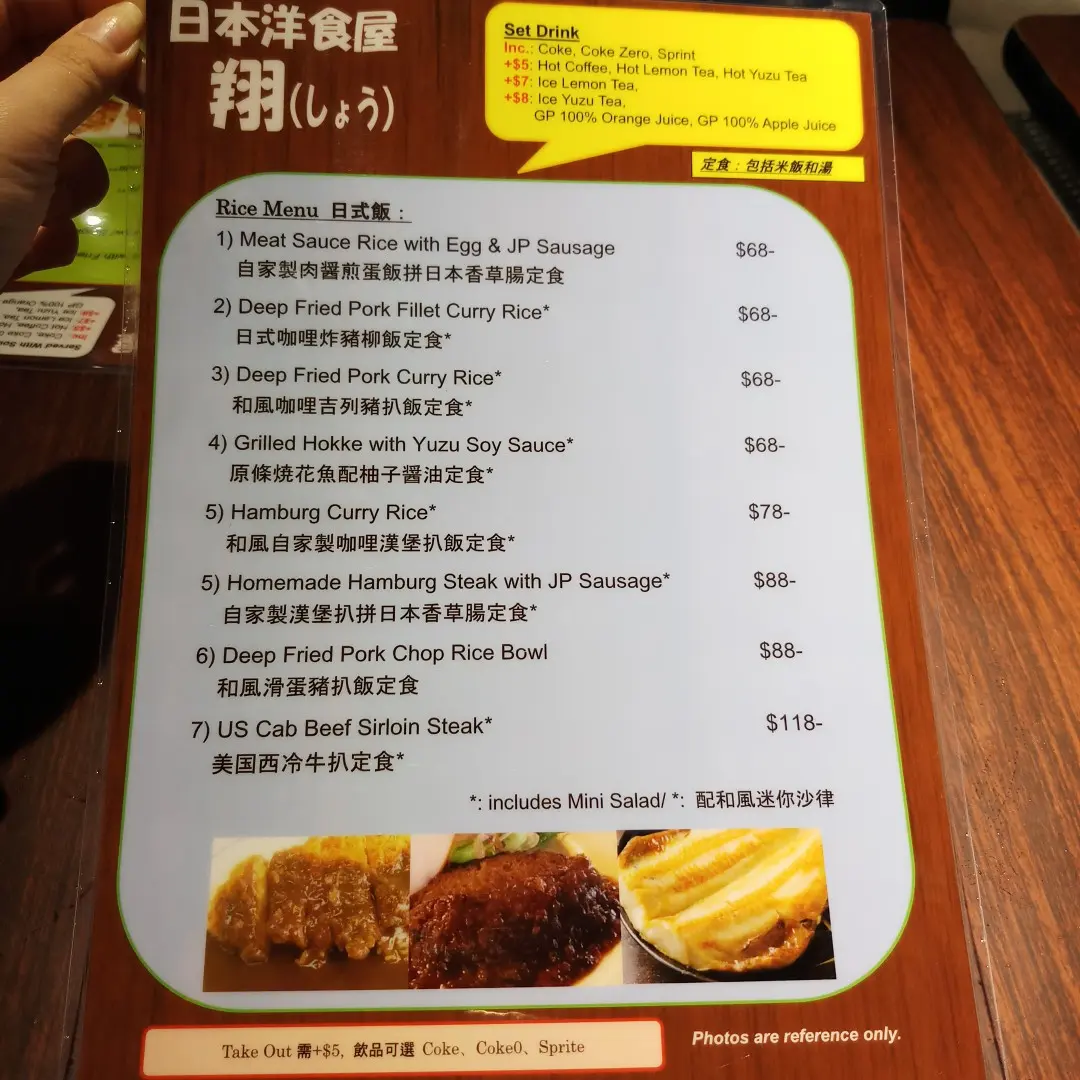 日本洋食屋
翔(しょう)
Set Drink
Inc.: Coke, Coke Zero, Sprint
+$5: Hot Coffee, Hot Lemon Tea, Hot Yuzu Tea
+$7: Ice Lemon Tea,
+$8: Ice Yuzu Tea,
GP 100% Orange Juice, GP 100% Apple Juice
定食：包括米飯和湯
Rice Menu 日式飯：
1) Meat Sauce Rice with Egg & JP Sausage $68-
自家製肉醬煎蛋飯拼日本香草腸定食
2) Deep Fried Pork Fillet Curry Rice* $68-
日式咖哩炸豬柳飯定食*
3) Deep Fried Pork Curry Rice* $68-
和風咖哩吉列豬扒飯定食*
4) Grilled Hokke with Yuzu Soy Sauce* $68-
原條燒花魚配柚子醬油定食*
5) Hamburg Curry Rice* $78-
和風自家製咖哩漢堡扒飯定食*
5) Homemade Hamburg Steak with JP Sausage* $88-
自家製漢堡扒拼日本香草腸定食*
6) Deep Fried Pork Chop Rice Bowl $88-
和風滑蛋豬扒飯定食
7) US Cab Beef Sirloin Steak* $118-
美国西冷牛扒定食*
*: includes Mini Salad/ *: 配和風迷你沙律
Take Out 需+$5, 飲品可選 Coke、Coke0、Sprite
Photos are reference only.